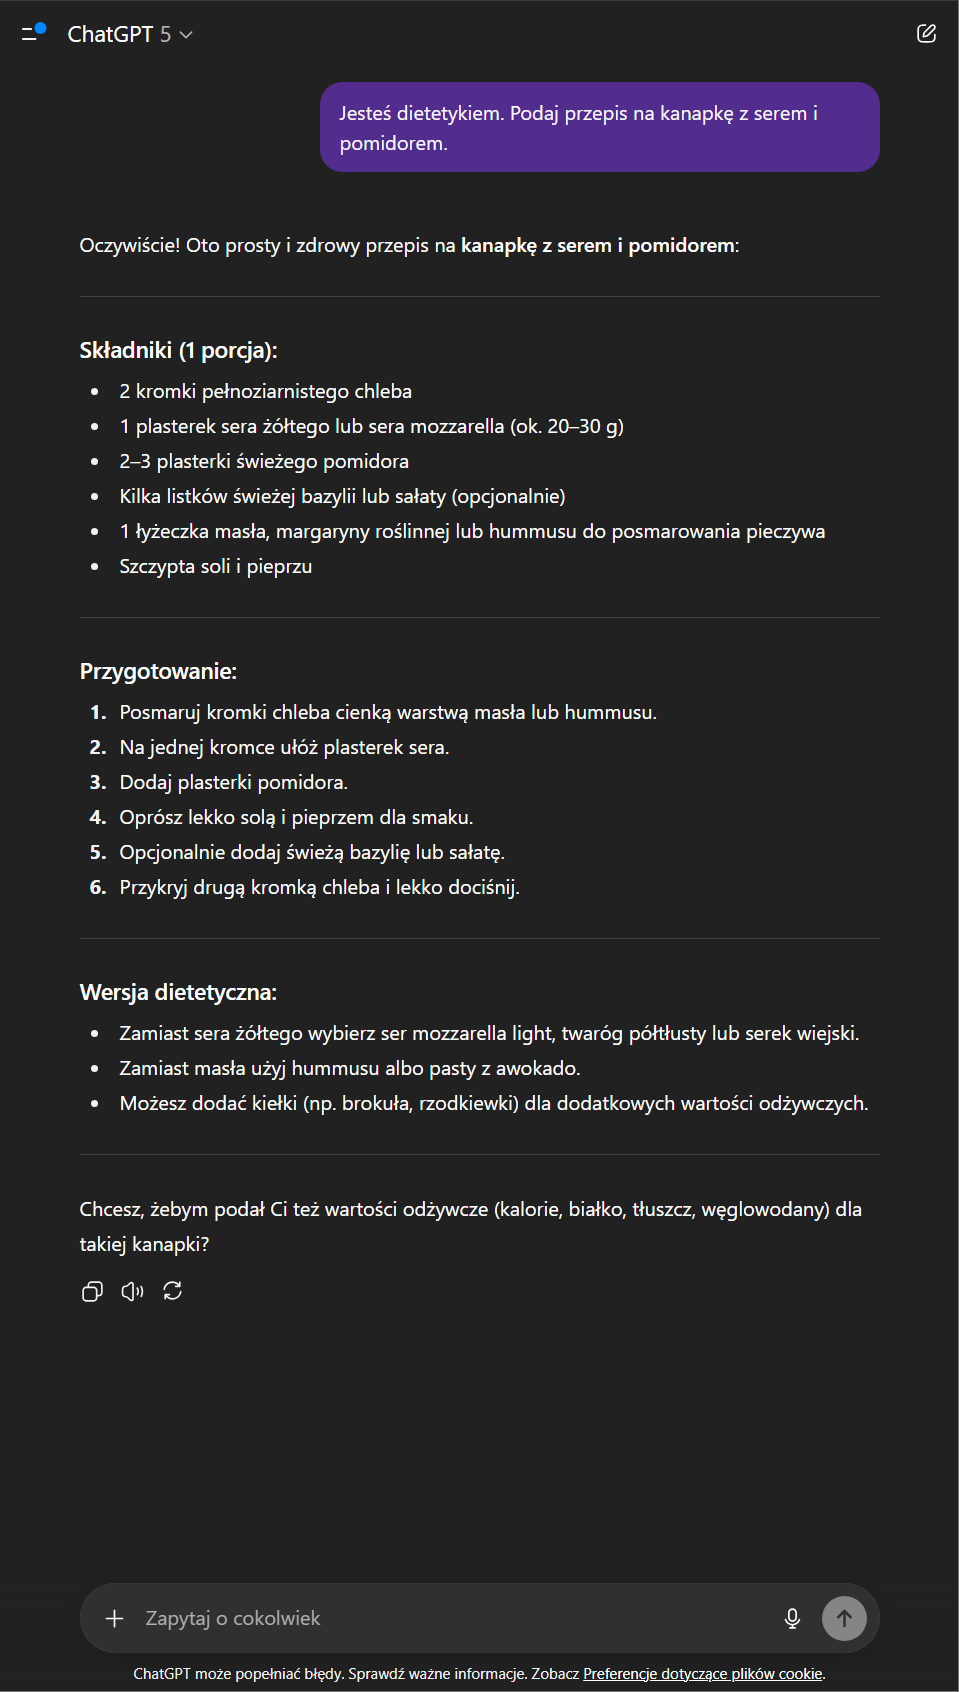 ChatGPT 5
Jesteś dietetykiem. Podaj przepis na kanapkę z serem i
pomidorem.
Oczywiście! Oto prosty i zdrowy przepis na kanapkę z serem i pomidorem:
Składniki (1 porcja):
• 2 kromki pełnoziarnistego chleba
• 1 plasterek sera żółtego lub sera mozzarella (ok. 20–30 g)
• 2–3 plasterki świeżego pomidora
• Kilka listków świeżej bazylii lub sałaty (opcjonalnie)
• 1 łyżeczka masła, margaryny roślinnej lub hummusu do posmarowania pieczywa
• Szczypta soli i pieprzu
Przygotowanie:
1. Posmaruj kromki chleba cienką warstwą masła lub hummusu.
2. Na jednej kromce ułóż plasterek sera.
3. Dodaj plasterki pomidora.
4. Oprósz lekko solą i pieprzem dla smaku.
5. Opcjonalnie dodaj świeżą bazylię lub sałatę.
6. Przykryj drugą kromką chleba i lekko dociśnij.
Wersja dietetyczna:
• Zamiast sera żółtego wybierz ser mozzarella light, twaróg półtłusty lub serek wiejski.
• Zamiast masła użyj hummusu albo pasty z awokado.
• Możesz dodać kiełki (np. brokuła, rzodkiewki) dla dodatkowych wartości odżywczych.
Chcesz, żebym podał Ci też wartości odżywcze (kalorie, białko, tłuszcz, węglowodany) dla
takiej kanapki?
Zapytaj o cokolwiek
ChatGPT może popełniać błędy. Sprawdź ważne informacje. Zobacz Preferencje dotyczące plików cookie.